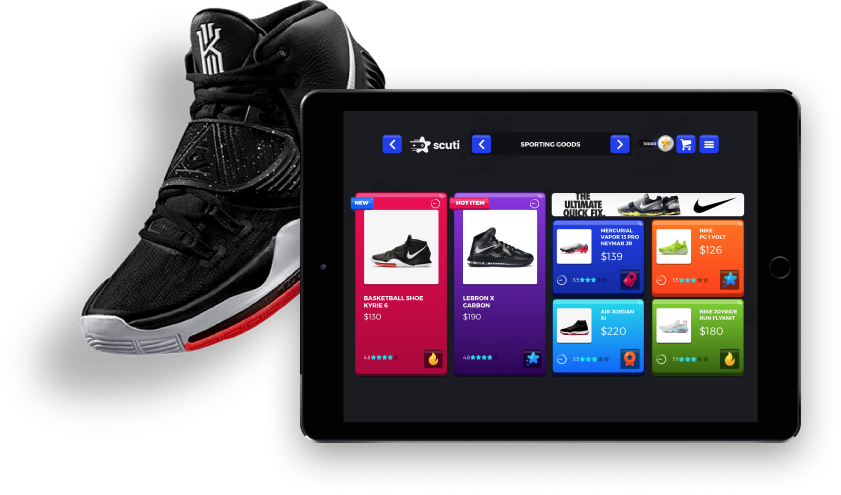 scuti
SPORTING GOODS
10000
NEW
BASKETBALL SHOE
KYRIE 6
$130
4.8
HOT ITEM
LEBRON X
CARBON
$190
4.8
THE
ULTIMATE
QUICK FIX.
MERCURIAL
VAPOR 13 PRO
NEYMAR JR
$139
3.5
NIKE
PG 1 VOLT
$126
3.5
AIR JORDAN
XI
$220
3.5
NIKE JOYRIDE
RUN FLYKNIT
$180
3.5